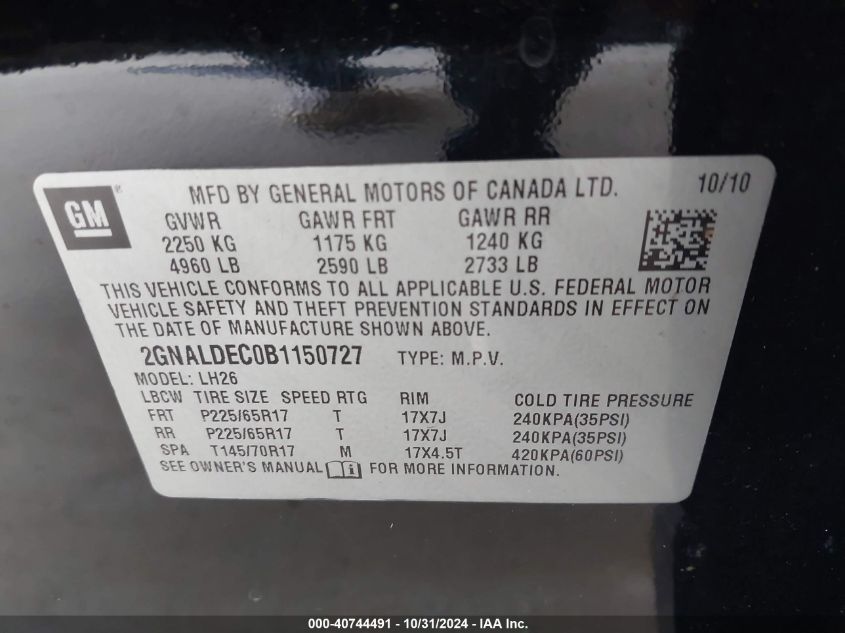 GM ® MFD BY GENERAL MOTORS OF CANADA LTD. 10/10
GVWR GAWR FRT GAWR RR
2250 KG 1175 KG 1240 KG
4960 LB 2590 LB 2733 LB
THIS VEHICLE CONFORMS TO ALL APPLICABLE U.S. FEDERAL MOTOR
VEHICLE SAFETY AND THEFT PREVENTION STANDARDS IN EFFECT ON
THE DATE OF MANUFACTURE SHOWN ABOVE.
2GNALDEC0B1150727 TYPE: M.P.V.
MODEL: LH26
LBCW TIRE SIZE SPEED RTG RIM COLD TIRE PRESSURE
FRT P225/65R17 T 17X7J 240KPA(35PSI)
RR P225/65R17 T 17X7J 240KPA(35PSI)
SPA T145/70R17 M 17X4.5T 420KPA(60PSI)
SEE OWNER'S MANUAL FOR MORE INFORMATION.
000-40744491 - 10/31/2024 - IAA Inc.